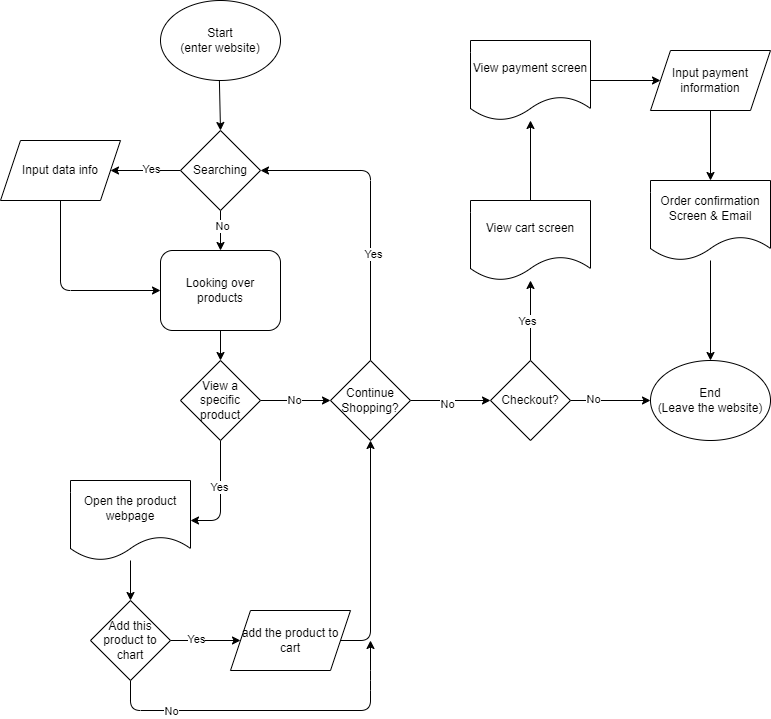 Start
(enter website)
Searching
Yes
Input data info
No
Looking over
products
View a
specific
product
No
Continue
Shopping?
Yes
No
Checkout?
No
End
(Leave the website)
Yes
View cart screen
View payment screen
Input payment
information
Order confirmation
Screen & Email
Yes
Open the product
webpage
Add this
product to
chart
Yes
add the product to
cart
No